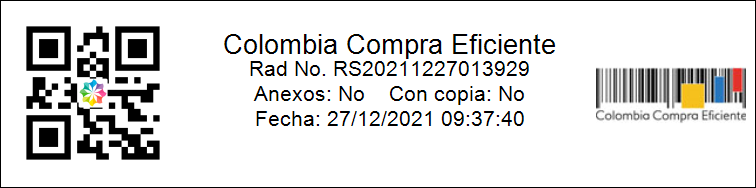 Colombia Compra Eficiente
Rad No. RS20211227013929
Anexos: No    Con copia: No
Fecha: 27/12/2021 09:37:40
Colombia Compra Eficiente